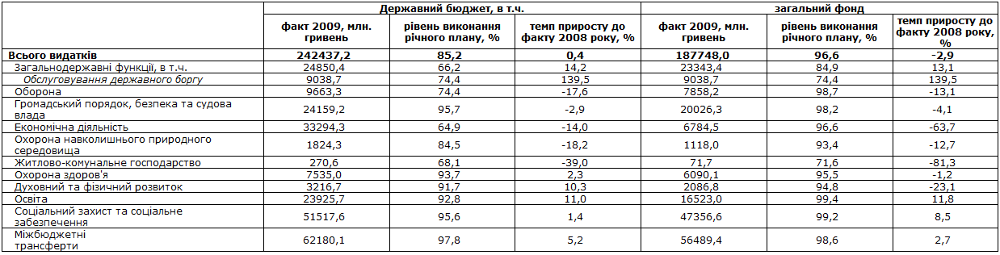 Державний бюджет, в т.ч. загальний фонд
факт 2009, млн. гривень рівень виконання річного плану, % темп приросту до факту 2008 року, % факт 2009, млн. гривень рівень виконання річного плану, % темп приросту до факту 2008 року, %
Всього видатків 242437,2 85,2 0,4 187748,0 96,6 -2,9
Загальнодержавні функції, в т.ч. 24850,4 66,2 14,2 23343,4 84,9 13,1
Обслуговування державного боргу 9038,7 74,4 139,5 9038,7 74,4 139,5
Оборона 9663,3 74,4 -17,6 7858,2 98,7 -13,1
Громадський порядок, безпека та судова влада 24159,2 95,7 -2,9 20026,3 98,2 -4,1
Економічна діяльність 33294,3 64,9 -14,0 6784,5 96,6 -63,7
Охорона навколишнього природного середовища 1824,3 84,5 -18,2 1118,0 93,4 -12,7
Житлово-комунальне господарство 270,6 68,1 -39,0 71,7 71,6 -81,3
Охорона здоров'я 7535,0 93,7 2,3 6090,1 95,5 -1,2
Духовний та фізичний розвиток 3216,7 91,7 10,3 2086,8 94,8 -23,1
Освіта 23925,7 92,8 11,0 16523,0 99,4 11,8
Соціальний захист та соціальне забезпечення 51517,6 95,6 1,4 47356,6 99,2 8,5
Міжбюджетні трансферти 62180,1 97,8 5,2 56489,4 98,6 2,7